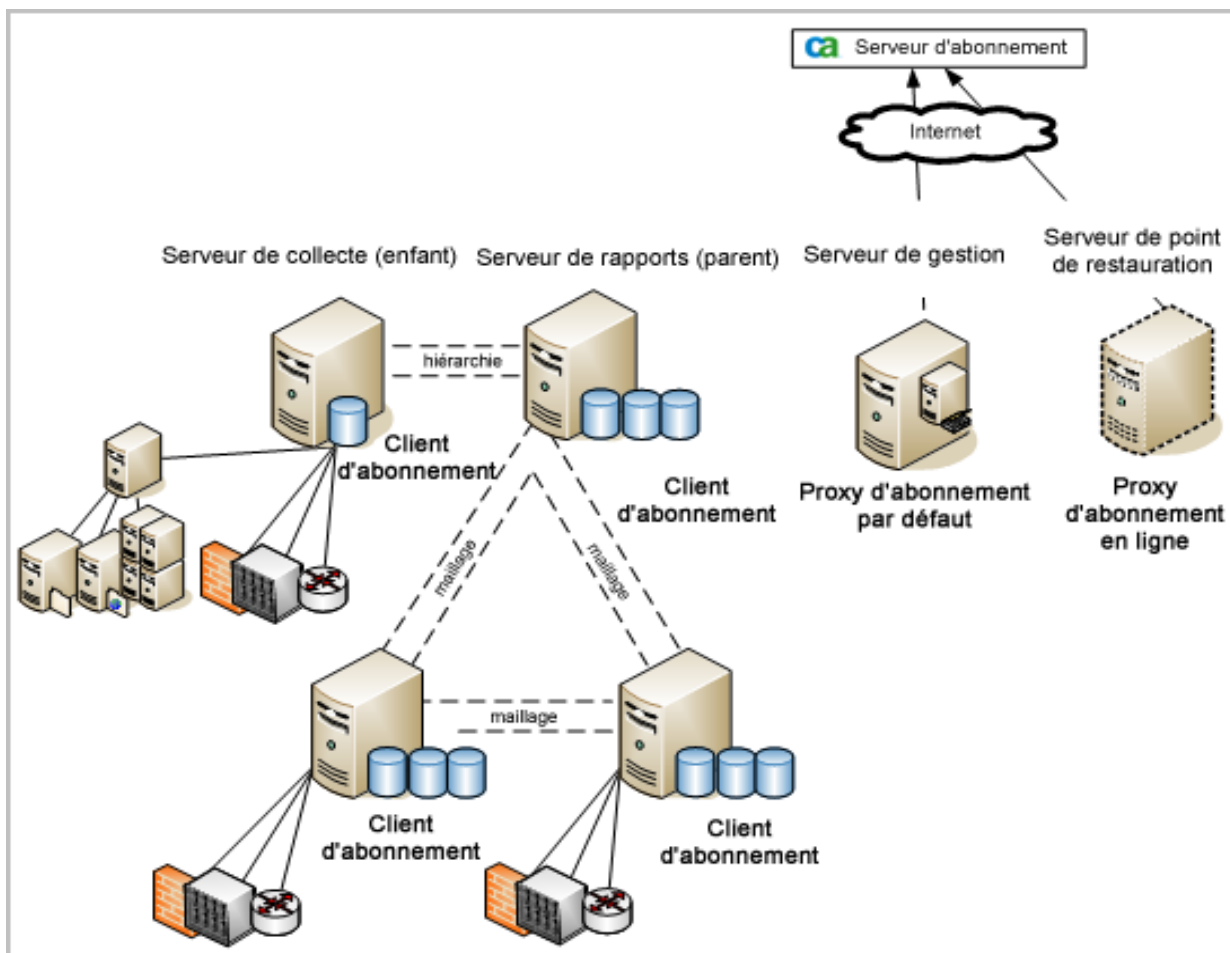 ca Serveur d'abonnement
Internet
Serveur de collecte (enfant)
Serveur de rapports (parent)
Serveur de gestion
Serveur de point
de restauration
hiérarchie
Client
d'abonnement
Client
d'abonnement
Proxy d'abonnement
par défaut
Proxy
d'abonnement
en ligne
maillage
maillage
maillage
Client
d'abonnement
Client
d'abonnement